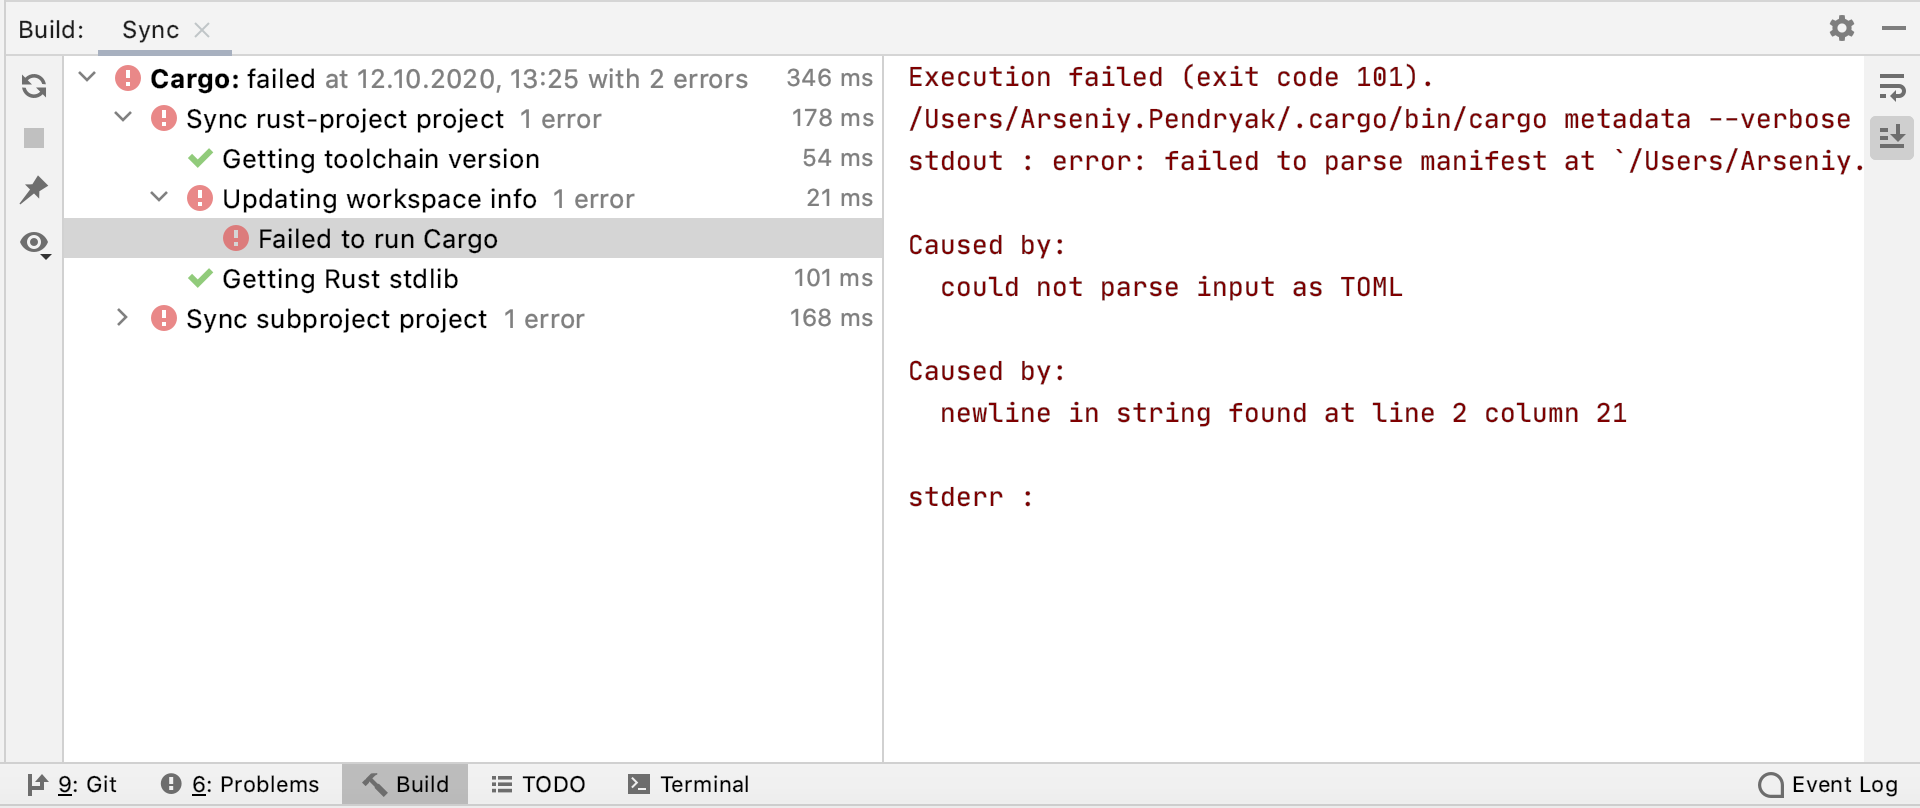 Build: Sync
Cargo: failed at 12.10.2020, 13:25 with 2 errors 346 ms
Sync rust-project project 1 error 178 ms
Getting toolchain version 54 ms
Updating workspace info 1 error 21 ms
Failed to run Cargo
Getting Rust stdlib 101 ms
Sync subproject project 1 error 168 ms
Execution failed (exit code 101).
/Users/Arseniy.Pendryak/.cargo/bin/cargo metadata --verbose
stdout : error: failed to parse manifest at `/Users/Arseniy.
Caused by:
could not parse input as TOML
Caused by:
newline in string found at line 2 column 21
stderr :
9: Git 6: Problems Build TODO Terminal Event Log